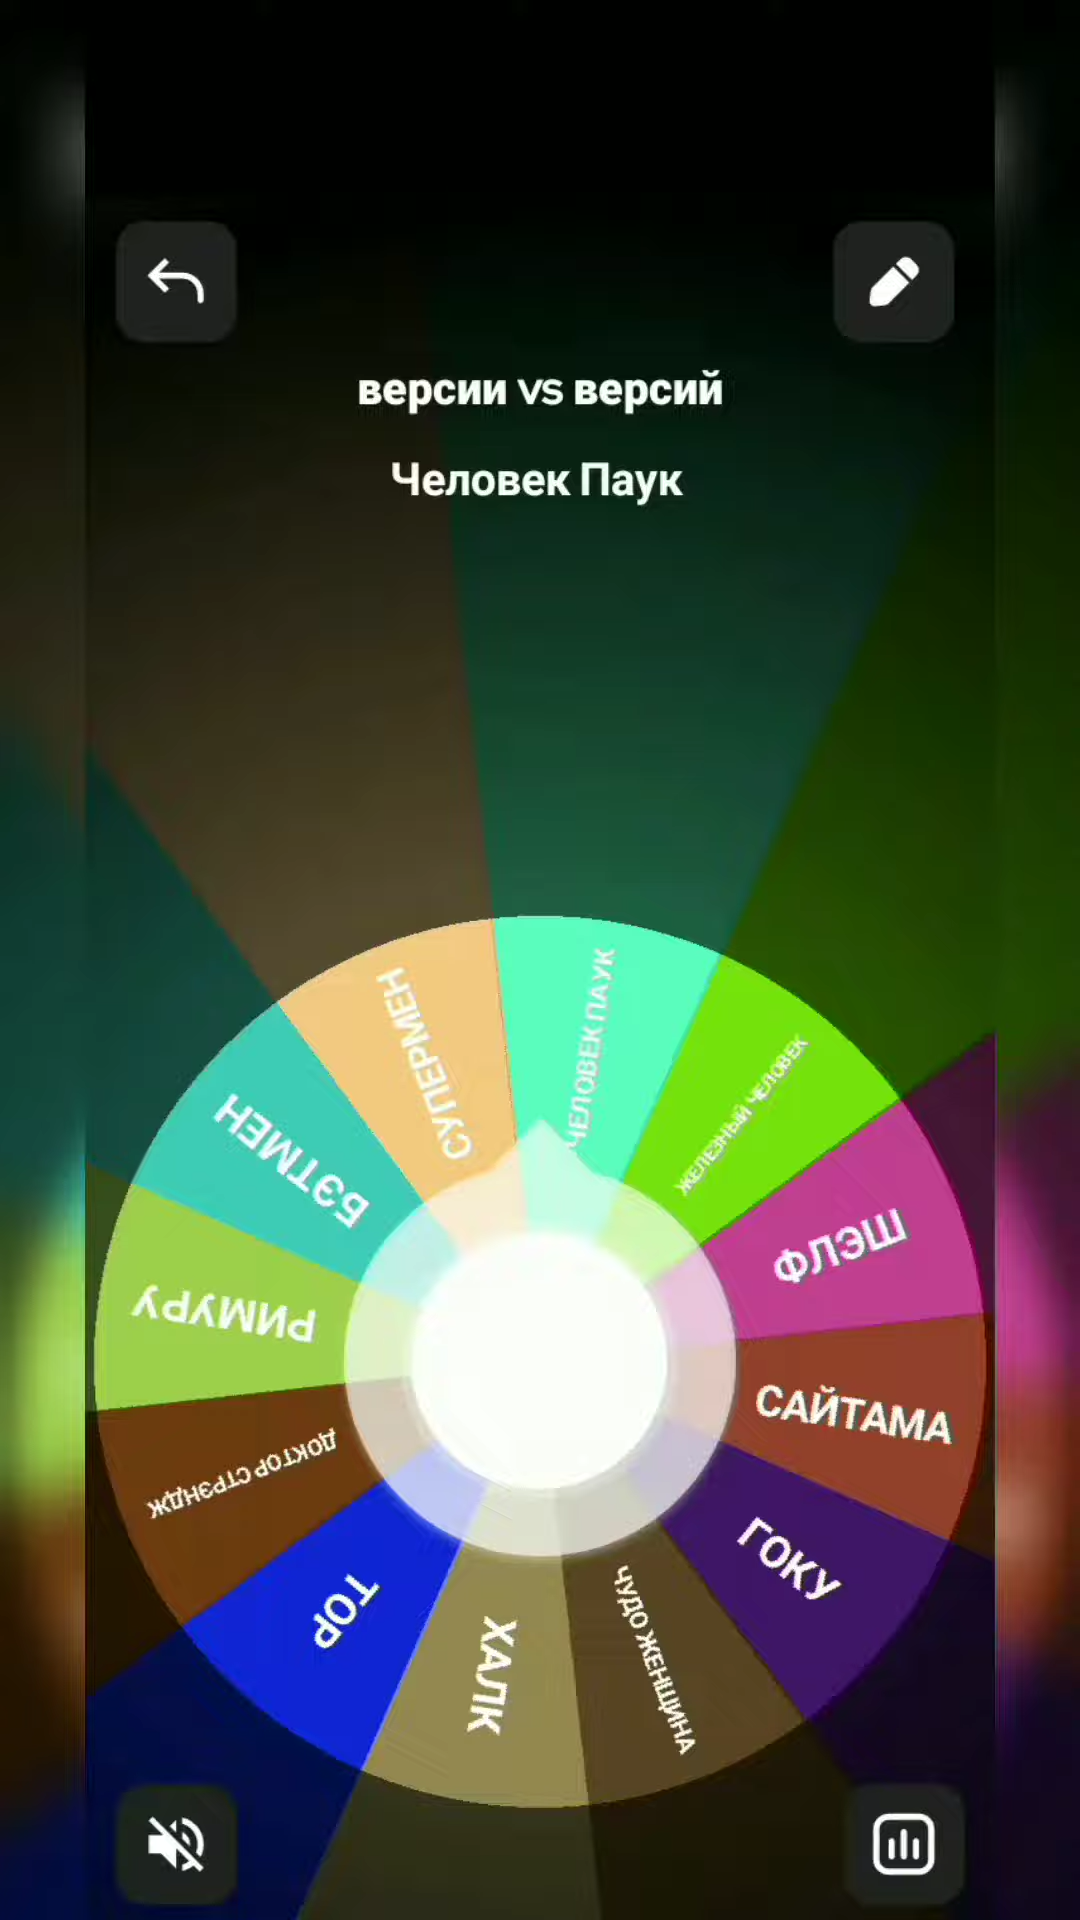 версии vs версий
Человек Паук
ЧЕЛОВЕК ПАУК
ЖЕЛЕЗНЫЙ ЧЕЛОВЕК
ФЛЭШ
САЙТАМА
ГОКУ
ЧУДО ЖЕНЩИНА
ХАЛК
ТОР
ДОКТОР СТРЭНДЖ
РИМУРУ
БЭТМЕН
СУПЕРМЕН